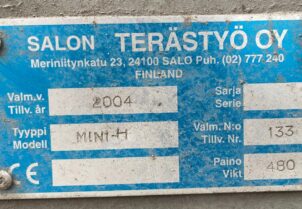 SALON TERÄSTYÖ OY
Meriniitynkatu 23, 24100 SALO Puh. (02) 777 240
FINLAND
Valm.v. 2004 Sarja
Tillv. år Serie
Tyyppi MINI-H Valm. N:o 133
Modell Tillv. Nr.
CE Paino 480
Vikt